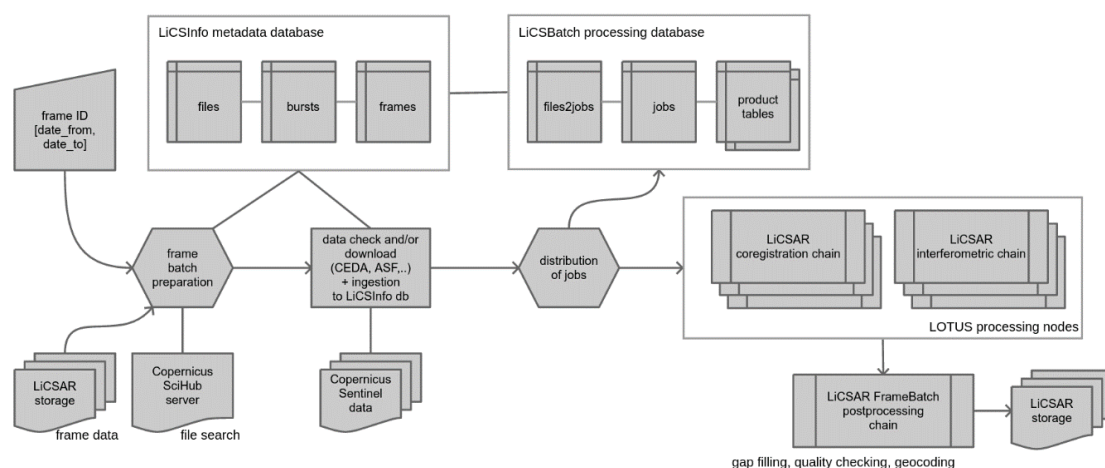 LiCSInfo metadata database
files
bursts
frames
LiCSBatch processing database
files2jobs
jobs
product
tables
frame ID
[date_from,
date_to]
frame
batch
preparation
data check and/or
download
(CEDA, ASF,..)
+ ingestion
to LiCSInfo db
distribution
of jobs
LiCSAR
coregistration chain
LiCSAR
interferometric chain
LOTUS processing nodes
LiCSAR
storage
frame data
Copernicus
SciHub
server
file search
Copernicus
Sentinel
data
LiCSAR FrameBatch
postprocessing
chain
gap filling, quality checking, geocoding
LiCSAR
storage